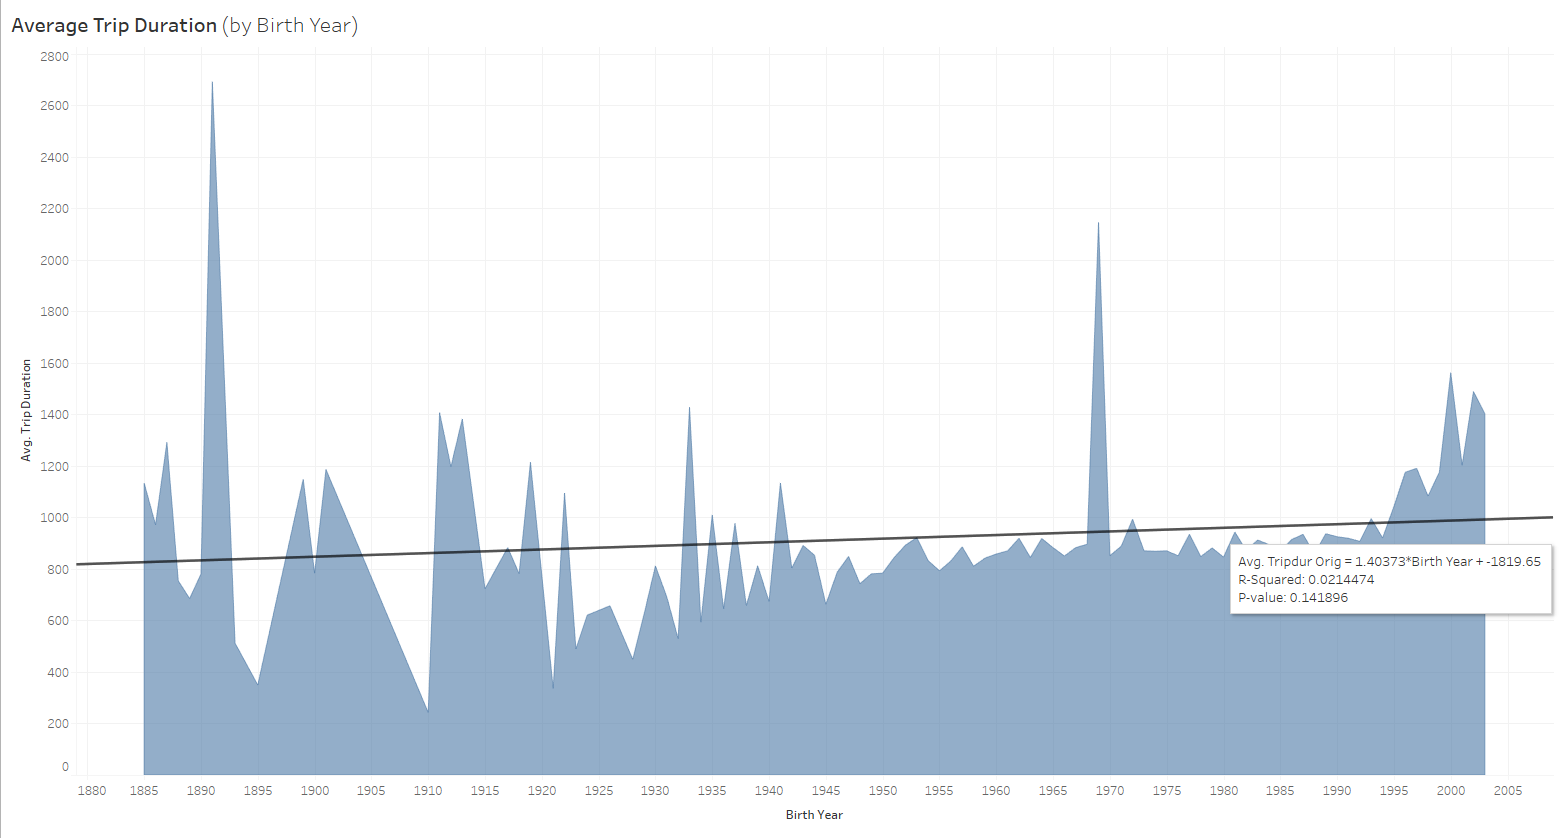 Average Trip Duration (by Birth Year)
2800
2600
2400
2200
2000
1800
1600
1400
1200
1000
800
600
400
200
0
Avg. Trip Duration
Avg. Tripdur Orig = 1.40373*Birth Year + -1819.65
R-Squared: 0.0214474
P-value: 0.141896
1880 1885 1890 1895 1900 1905 1910 1915 1920 1925 1930 1935 1940 1945 1950 1955 1960 1965 1970 1975 1980 1985 1990 1995 2000 2005
Birth Year